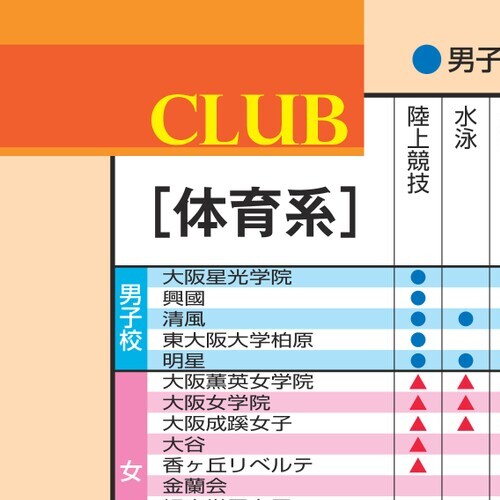 CLUB
●男子
陸上競技
水泳
[体育系]
男子校
大阪星光学院 ●
興國 ●
清風 ● ●
東大阪大学柏原 ●
明星 ● ●
女
大阪薫英女学院 ▲ ▲
大阪女学院 ▲ ▲
大阪成蹊女子 ▲ ▲
大谷 ▲
香ヶ丘リベルテ ▲
金蘭会